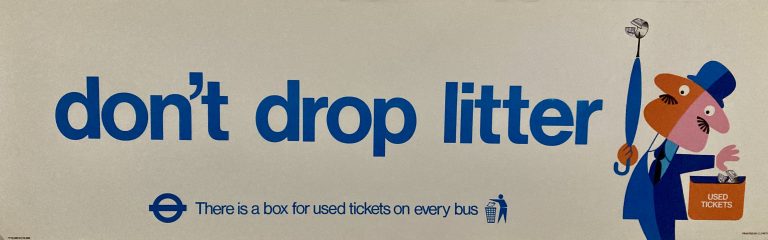 don't drop litter
There is a box for used tickets on every bus
USED
TICKETS